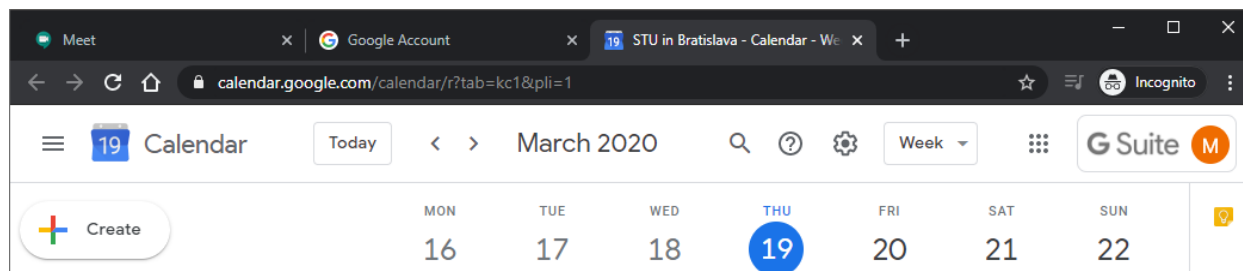 Meet Google Account 19 STU in Bratislava - Calendar - We
calendar.google.com/calendar/r?tab=kc1&pli=1 Incognito
19 Calendar Today March 2020 Week G Suite M
Create
MON TUE WED THU FRI SAT SUN
16 17 18 19 20 21 22